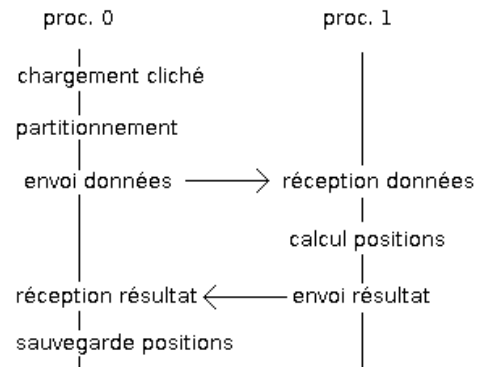 proc. 0
proc. 1
chargement cliché
partitionnement
envoi données
réception données
calcul positions
réception résultat
envoi résultat
sauvegarde positions